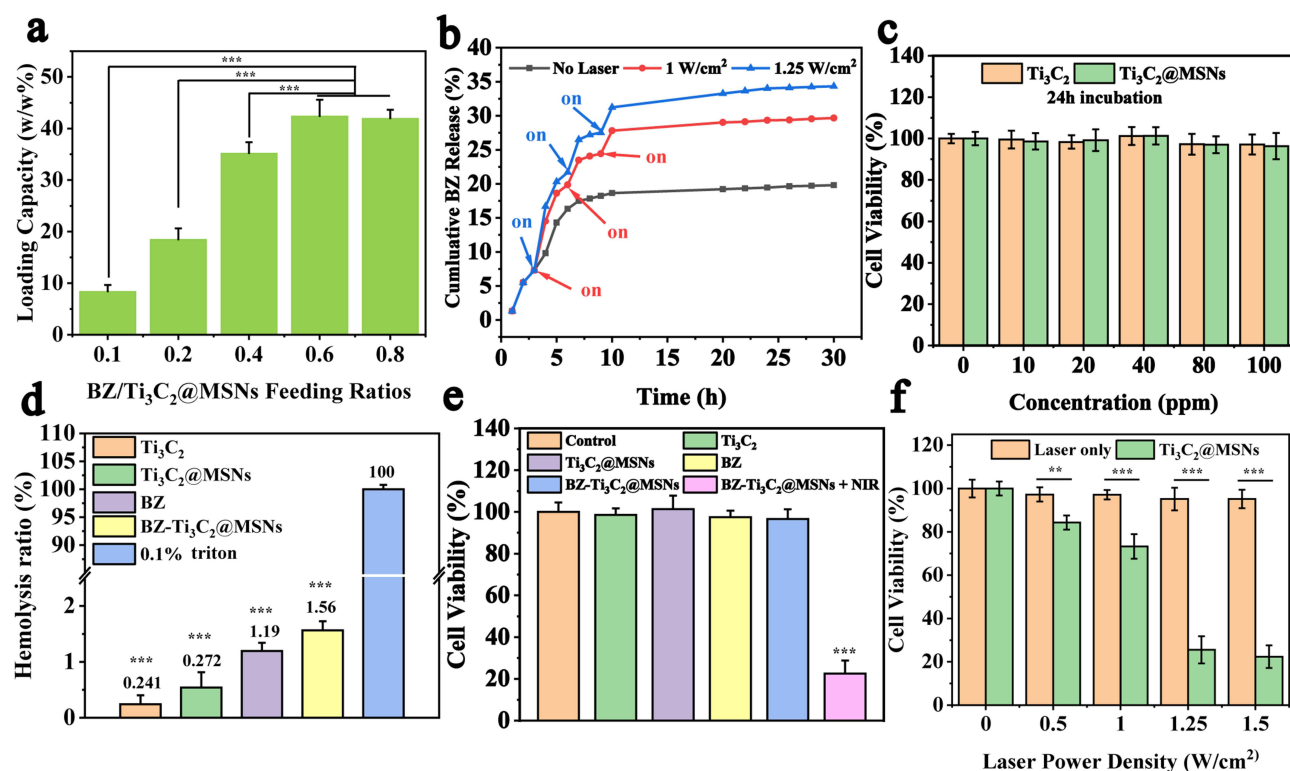 a
***
***
***
Loading Capacity (w/w%)
50
45
40
30
20
10
0
0.1 0.2 0.4 0.6 0.8
BZ/Ti₃C₂@MSNs Feeding Ratios
b
No Laser 1 W/cm² 1.25 W/cm²
Cumluative BZ Release (%)
40
35
30
25
20
15
10
5
0
on
on
on
on
on
on
0 5 10 15 20 25 30
Time (h)
c
Ti₃C₂ Ti₃C₂@MSNs
24h incubation
Cell Viability (%)
140
120
100
80
60
40
20
0
0 10 20 40 80 100
Concentration (ppm)
d
Ti₃C₂
Ti₃C₂@MSNs
BZ
BZ-Ti₃C₂@MSNs
0.1% triton
Hemolysis ratio (%)
110
105
100
95
90
2
1
0
***
0.241
***
0.272
***
1.19
***
1.56
100
e
Control Ti₃C₂
Ti₃C₂@MSNs BZ
BZ-Ti₃C₂@MSNs BZ-Ti₃C₂@MSNs + NIR
Cell Viability (%)
140
120
100
80
60
40
20
0
***
f
Laser only Ti₃C₂@MSNs
Cell Viability (%)
120
100
80
60
40
20
0
** *** *** ***
0 0.5 1 1.25 1.5
Laser Power Density (W/cm²)